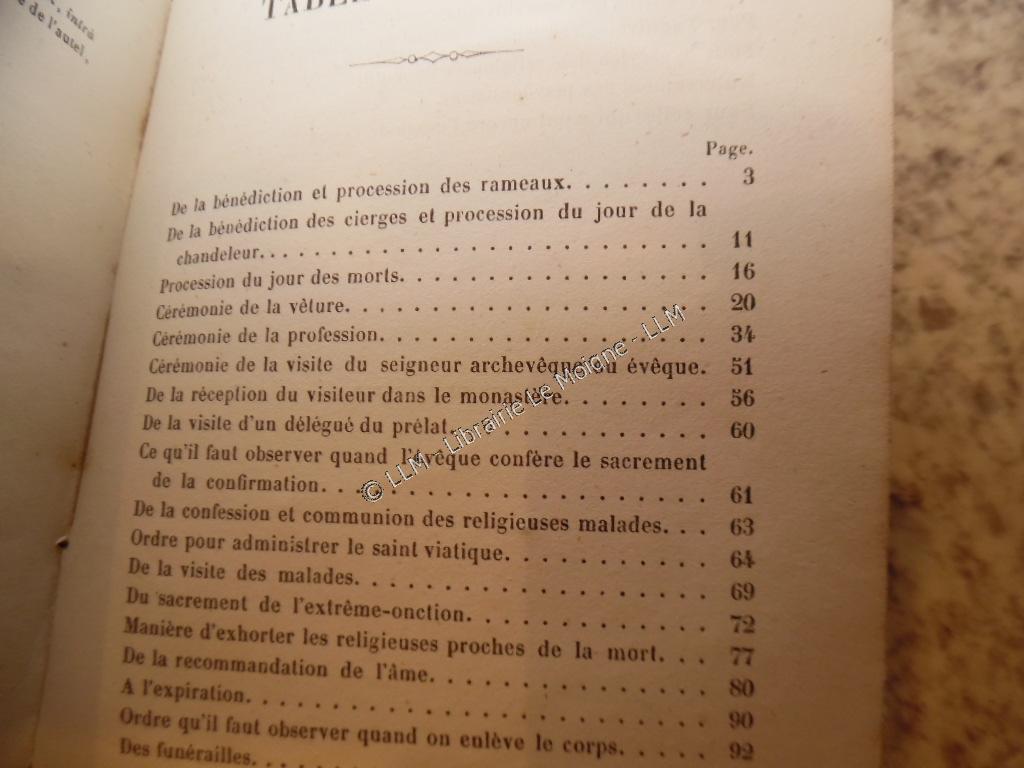 , intrà
e de l'autel,
TABLE
Page.
De la bénédiction et procession des rameaux. . . . . . . . 3
De la bénédiction des cierges et procession du jour de la
chandeleur. . . . . . . . . . . . . . . . . . . . . . . . . . . 11
Procession du jour des morts. . . . . . . . . . . . . . . . . . 16
Cérémonie de la vêture. . . . . . . . . . . . . . . . . . . . . 20
Cérémonie de la profession. . . . . . . . . . . . . . . . . . . 34
Cérémonie de la visite du seigneur archevêque ou évêque. 51
De la réception du visiteur dans le monastère. . . . . . . . 56
De la visite d'un délégué du prélat. . . . . . . . . . . . . . 60
Ce qu'il faut observer quand l'évêque confère le sacrement
de la confirmation. . . . . . . . . . . . . . . . . . . . . . . 61
De la confession et communion des religieuses malades. . . 63
Ordre pour administrer le saint viatique. . . . . . . . . . . 64
De la visite des malades. . . . . . . . . . . . . . . . . . . . 69
Du sacrement de l'extrême-onction. . . . . . . . . . . . . . 72
Manière d'exhorter les religieuses proches de la mort. . . 77
De la recommandation de l'âme. . . . . . . . . . . . . . . . 80
A l'expiration. . . . . . . . . . . . . . . . . . . . . . . . . . 90
Ordre qu'il faut observer quand on enlève le corps. . . . . 92
Des funérailles. . . . . .
© LLM - Librairie Le Moigne - LLM